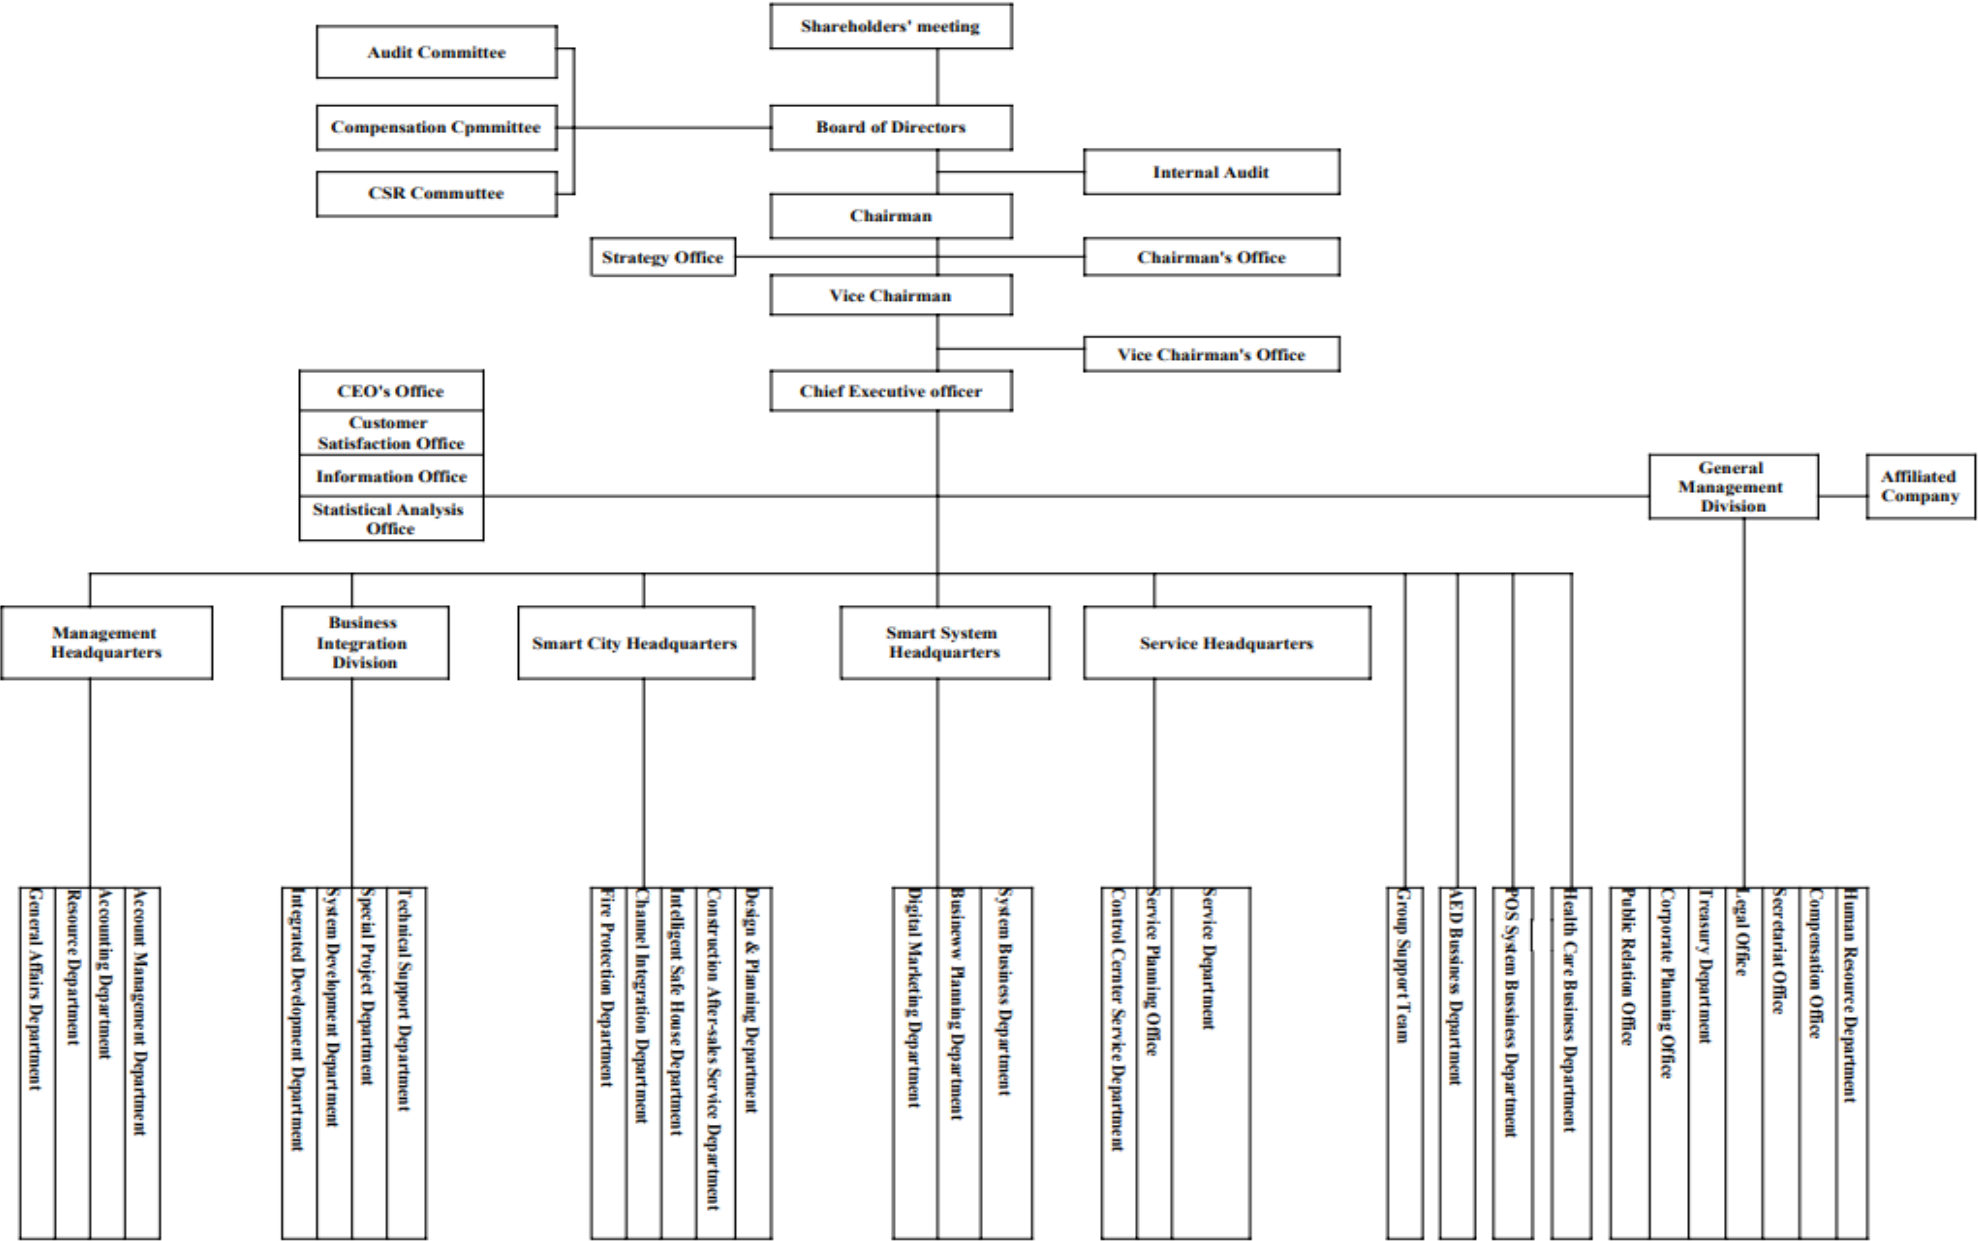 Shareholders' meeting
Audit Committee
Compensation Cpmmittee
Board of Directors
CSR Commuttee
Internal Audit
Chairman
Strategy Office
Chairman's Office
Vice Chairman
Vice Chairman's Office
Chief Executive officer
CEO's Office
Customer
Satisfaction Office
Information Office
Statistical Analysis
Office
General
Management
Division
Affiliated
Company
Management
Headquarters
Business
Integration
Division
Smart City Headquarters
Smart System
Headquarters
Service Headquarters
General Affairs Department
Resource Department
Accounting Department
Account Management Department
Integrated Development Department
System Development Department
Special Project Department
Technical Support Department
Fire Protection Department
Channel Integration Department
Intelligent Safe House Department
Construction After-sales Service Department
Design & Planning Department
Digital Marketing Department
Busineww Planning Department
System Business Department
Control Cernter Service Department
Service Planning Office
Service Department
Group Support Team
AED Business Department
POS System Bussiness Department
Health Care Business Department
Public Relation Office
Corporate Planning Office
Treasury Department
Legal Office
Secretariat Office
Compensation Office
Human Resource Department